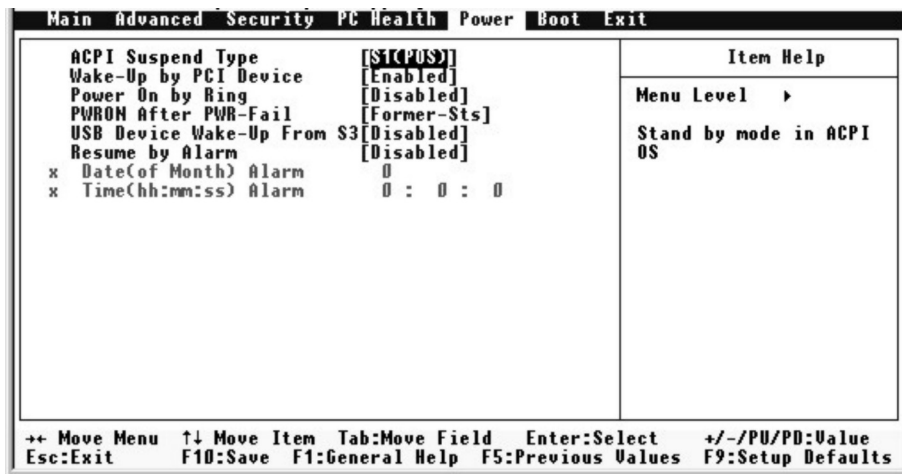 Main Advanced Security PC Health Power Boot Exit
ACPI Suspend Type [S1(POS)]
Wake-Up by PCI Device [Enabled]
Power On by Ring [Disabled]
PWRON After PWR-Fail [Former-Sts]
USB Device Wake-Up From S3[Disabled]
Resume by Alarm [Disabled]
x Date(of Month) Alarm 0
x Time(hh:mm:ss) Alarm 0 : 0 : 0
Item Help
Menu Level ▸
Stand by mode in ACPI
OS
→← Move Menu ↑↓ Move Item Tab:Move Field Enter:Select +/-/PU/PD:Value
Esc:Exit F10:Save F1:General Help F5:Previous Values F9:Setup Defaults